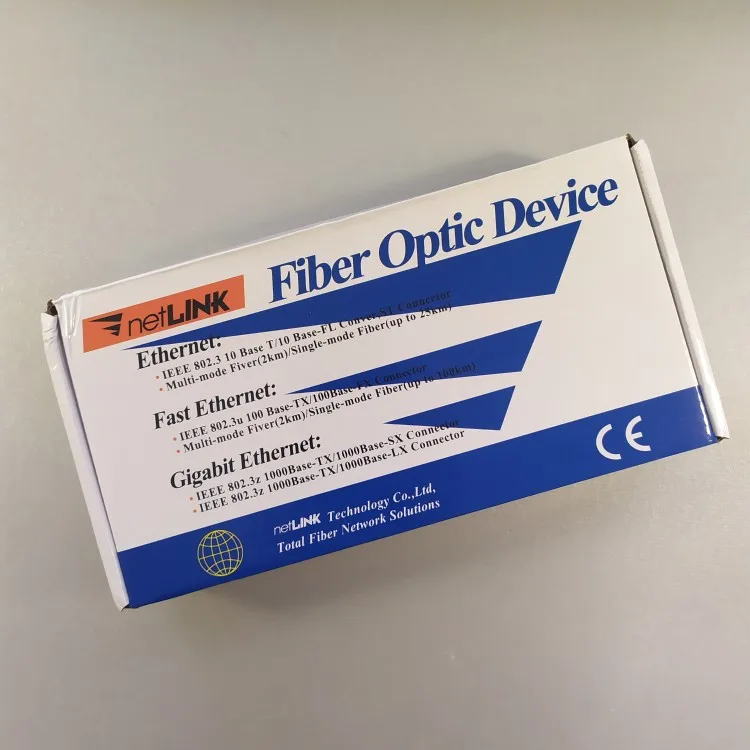 netLINK
Fiber Optic Device
Ethernet:
• IEEE 802.3 10 Base T/10 Base-FL Conver,ST Connector
• Multi-mode Fiver(2km)/Single-mode Fiber(up to 25km)
Fast Ethernet:
• IEEE 802.3u 100 Base-TX/100Base-FX Connector
• Multi-mode Fiver(2km)/Single-mode Fiber(up to 100km)
Gigabit Ethernet:
• IEEE 802.3z 1000Base-TX/1000Base-SX Connector
• IEEE 802.3z 1000Base-TX/1000Base-LX Connector
CE
netLINK Technology Co.,Ltd,
Total Fiber Network Solutions